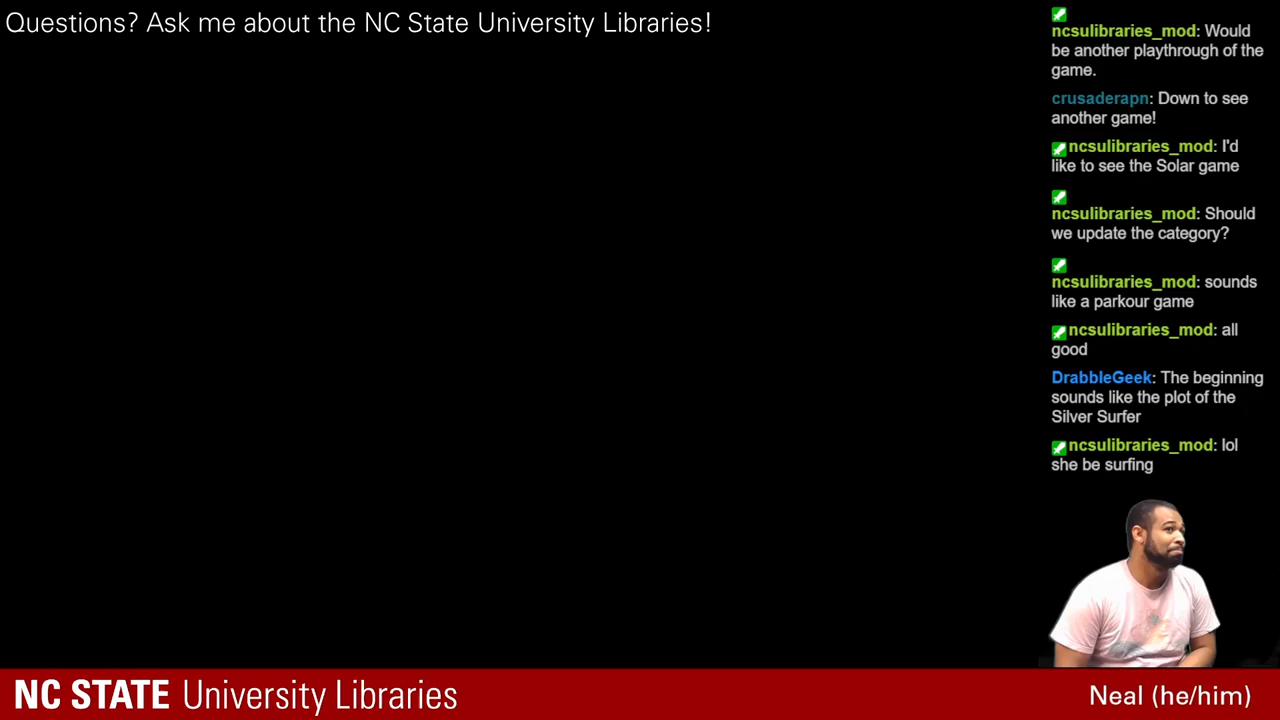 Questions? Ask me about the NC State University Libraries!
ncsulibraries_mod: Would
be another playthrough of the
game.
crusaderapn: Down to see
another game!
ncsulibraries_mod: I'd
like to see the Solar game
ncsulibraries_mod: Should
we update the category?
ncsulibraries_mod: sounds
like a parkour game
ncsulibraries_mod: all
good
DrabbleGeek: The beginning
sounds like the plot of the
Silver Surfer
ncsulibraries_mod: lol
she be surfing
NC STATE University Libraries
Neal (he/him)